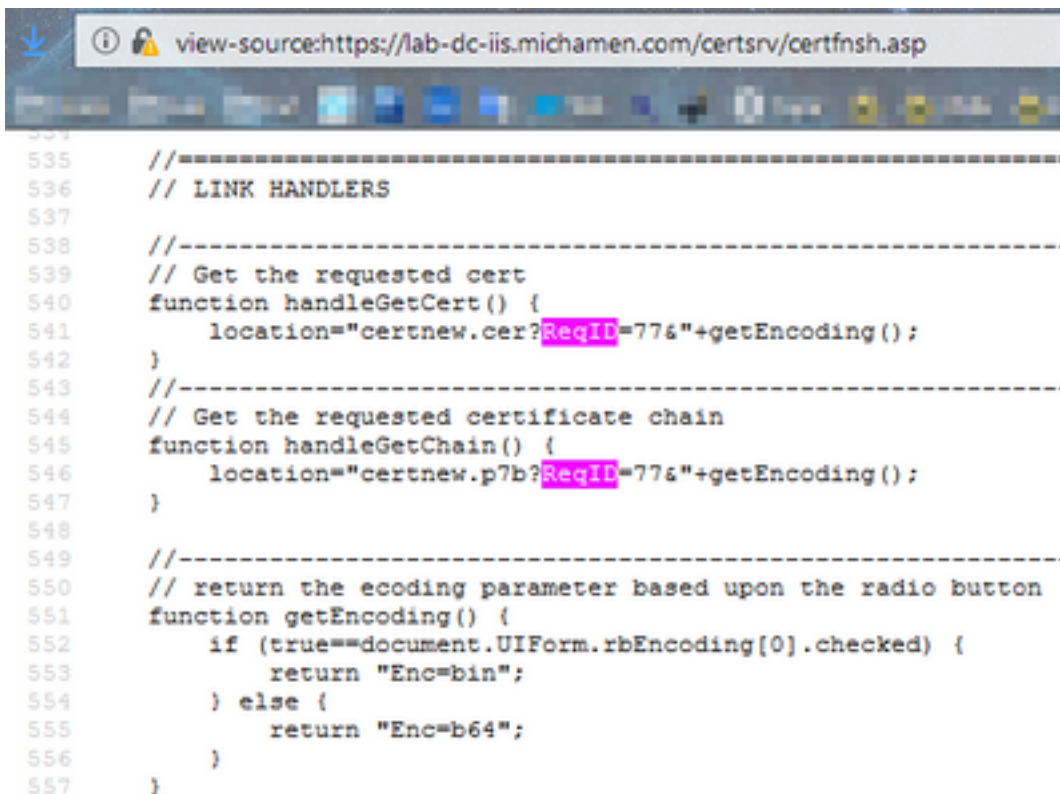 view-source:https://lab-dc-iis.michamen.com/certsrv/certfnsh.asp
535 //==========================================================
536 // LINK HANDLERS
537
538 //----------------------------------------------------------
539 // Get the requested cert
540 function handleGetCert() {
541 location="certnew.cer?ReqID=77&"+getEncoding();
542 }
543 //----------------------------------------------------------
544 // Get the requested certificate chain
545 function handleGetChain() {
546 location="certnew.p7b?ReqID=77&"+getEncoding();
547 }
548
549 //----------------------------------------------------------
550 // return the ecoding parameter based upon the radio button
551 function getEncoding() {
552 if (true==document.UIForm.rbEncoding[0].checked) {
553 return "Enc=bin";
554 } else {
555 return "Enc=b64";
556 }
557 }